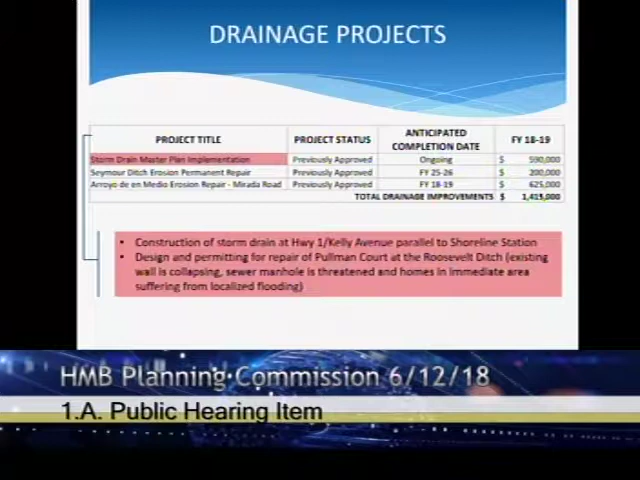 DRAINAGE PROJECTS
PROJECT TITLE PROJECT STATUS ANTICIPATED COMPLETION DATE FY 18-19
Storm Drain Master Plan Implementation Previously Approved Ongoing $ 590,000
Seymour Ditch Erosion Permanent Repair Previously Approved FY 25-26 $ 200,000
Arroyo de en Medio Erosion Repair - Mirada Road Previously Approved FY 18-19 $ 625,000
TOTAL DRAINAGE IMPROVEMENTS $ 1,415,000
• Construction of storm drain at Hwy 1/Kelly Avenue parallel to Shoreline Station
• Design and permitting for repair of Pullman Court at the Roosevelt Ditch (existing
wall is collapsing, sewer manhole is threatened and homes in immediate area
suffering from localized flooding)
HMB Planning Commission 6/12/18
1.A. Public Hearing Item